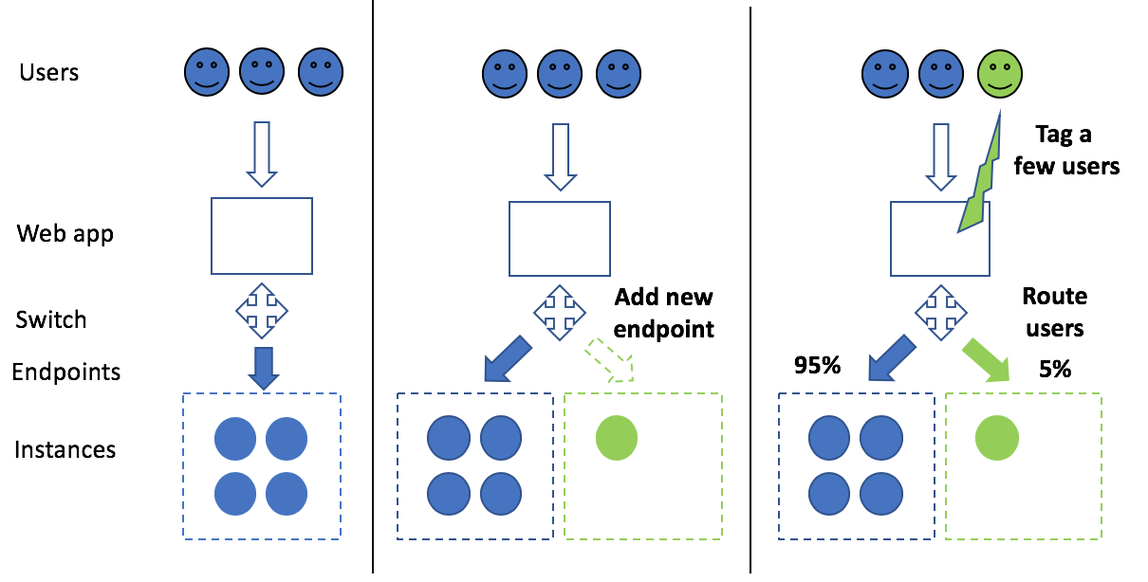 Users
Tag a
few users
Web app
Add new
endpoint
Route
users
Switch
95%
5%
Endpoints
Instances